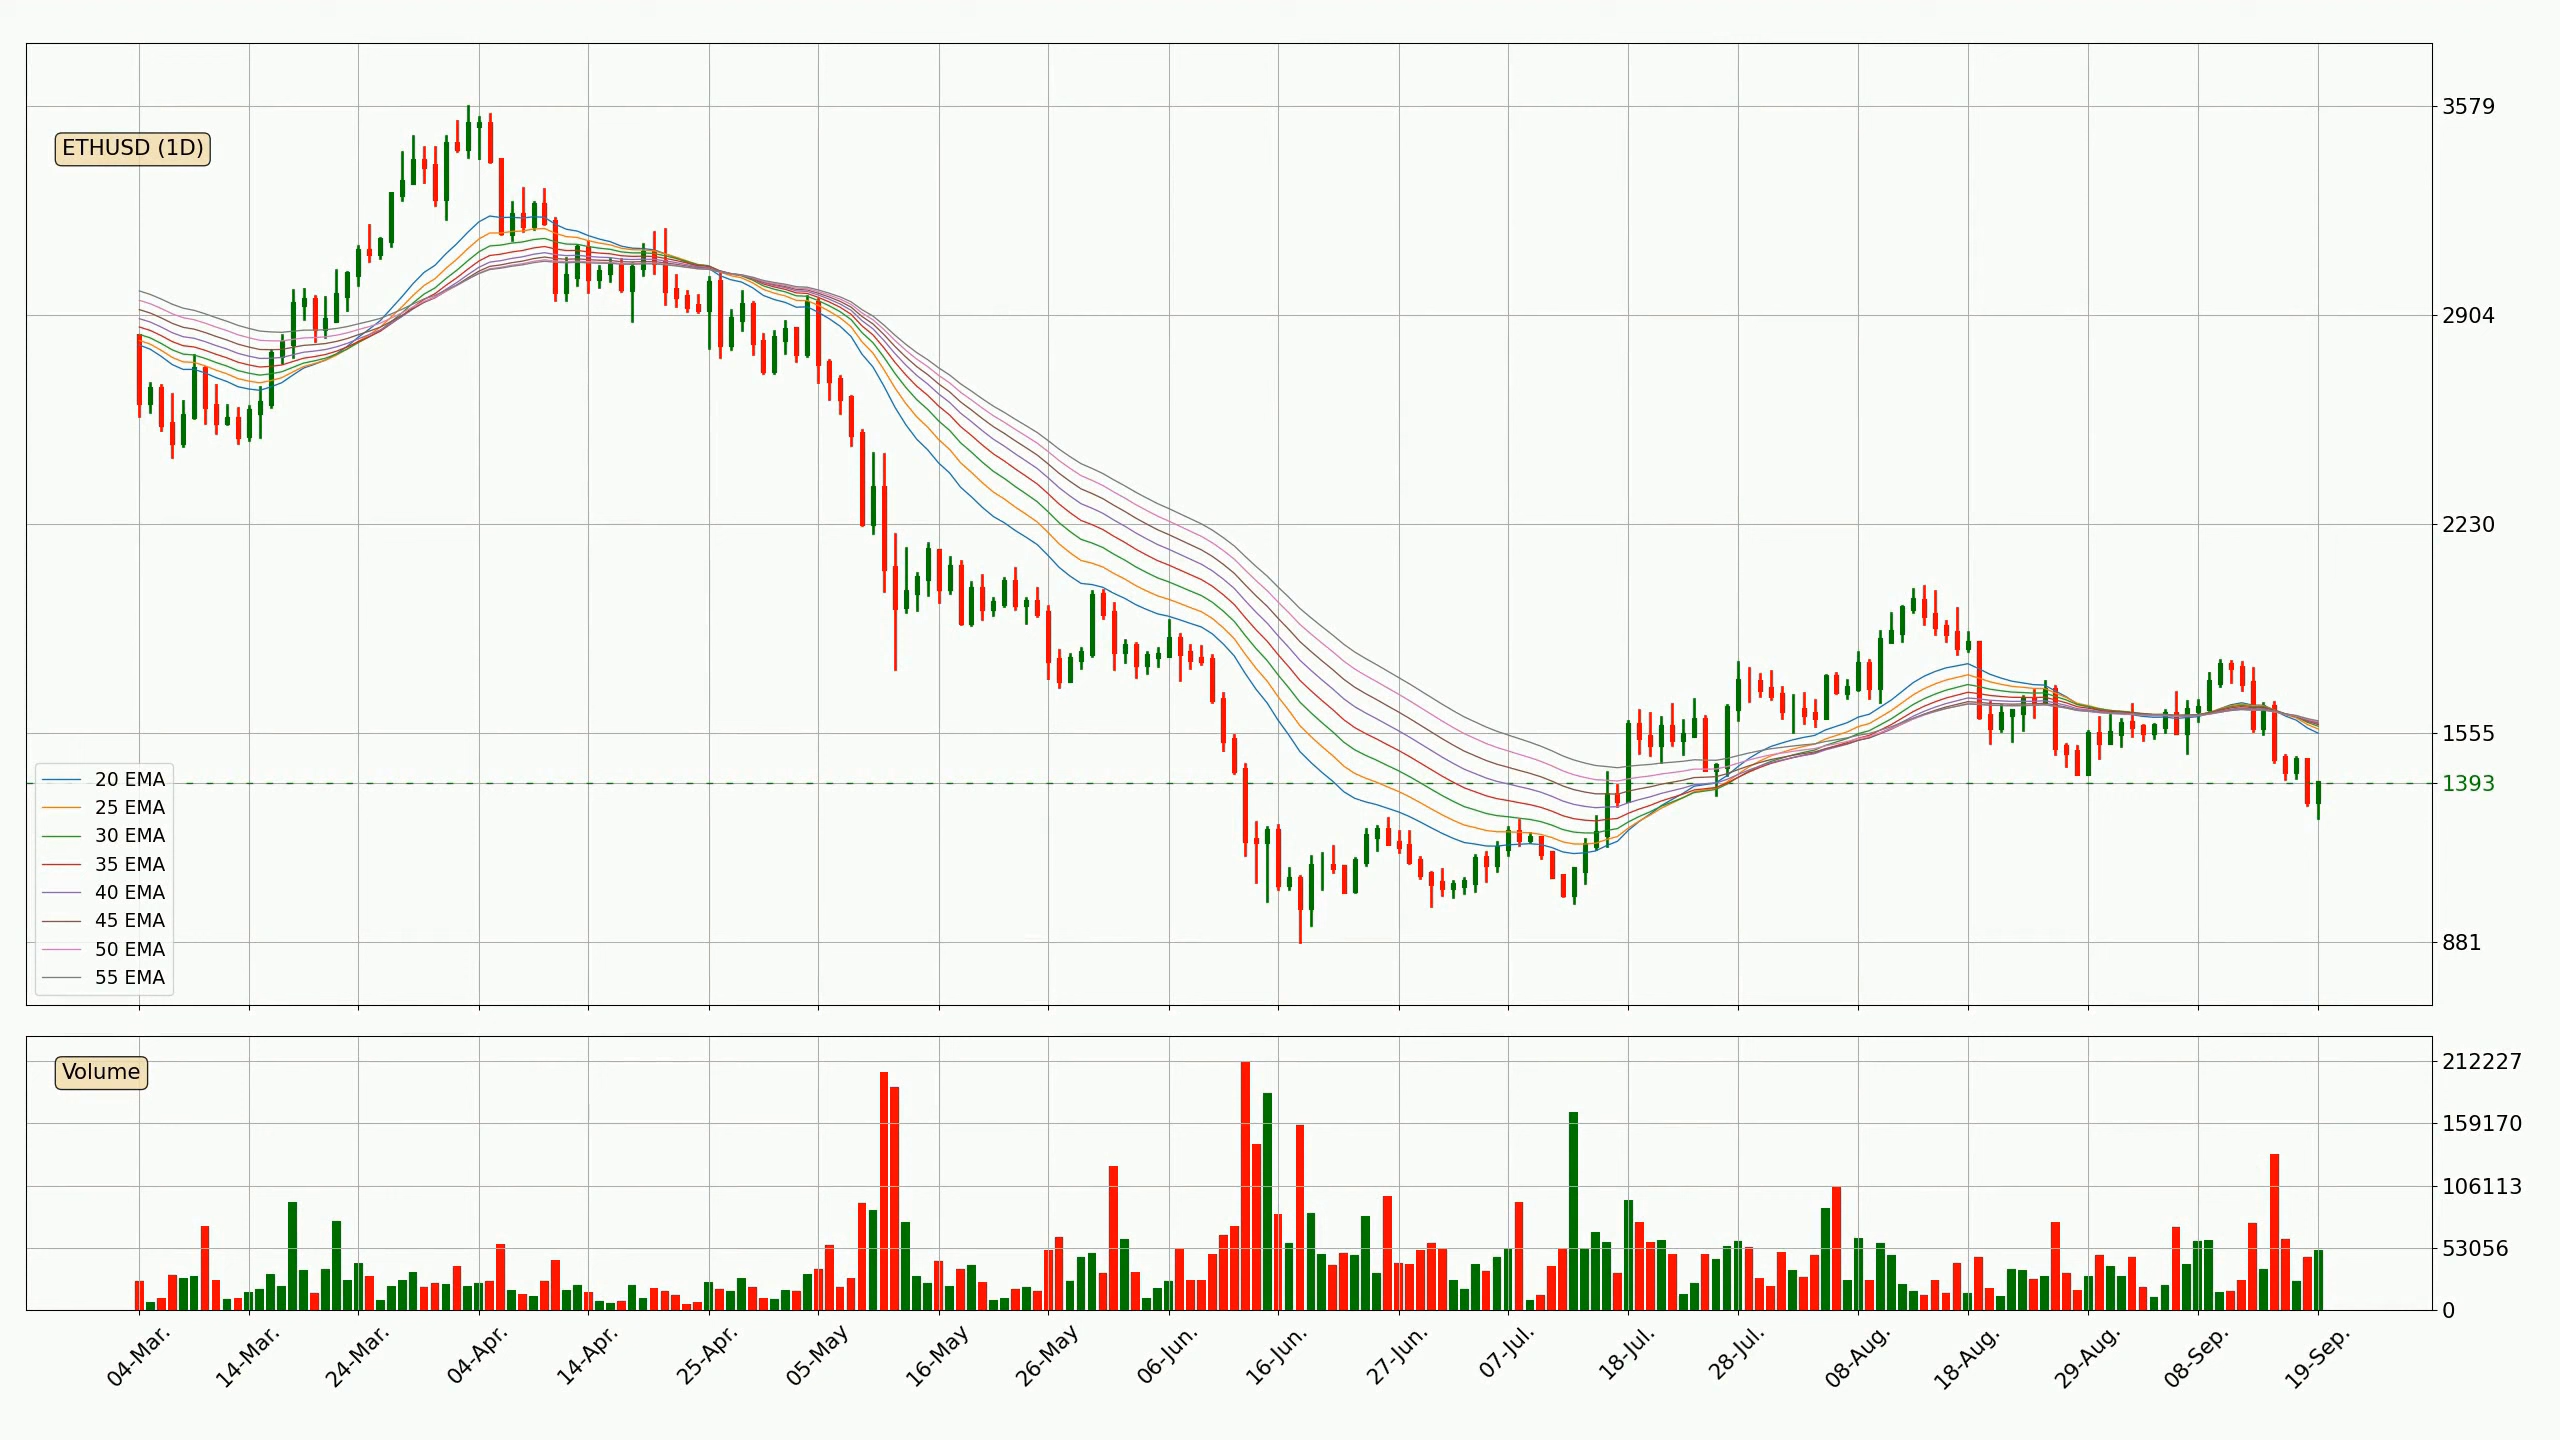 ETHUSD (1D)
3579
2904
2230
1555
1393
881
20 EMA
25 EMA
30 EMA
35 EMA
40 EMA
45 EMA
50 EMA
55 EMA
Volume
212227
159170
106113
53056
0
04-Mar.
14-Mar.
24-Mar.
04-Apr.
14-Apr.
25-Apr.
05-May
16-May
26-May
06-Jun.
16-Jun.
27-Jun.
07-Jul.
18-Jul.
28-Jul.
08-Aug.
18-Aug.
29-Aug.
08-Sep.
19-Sep.